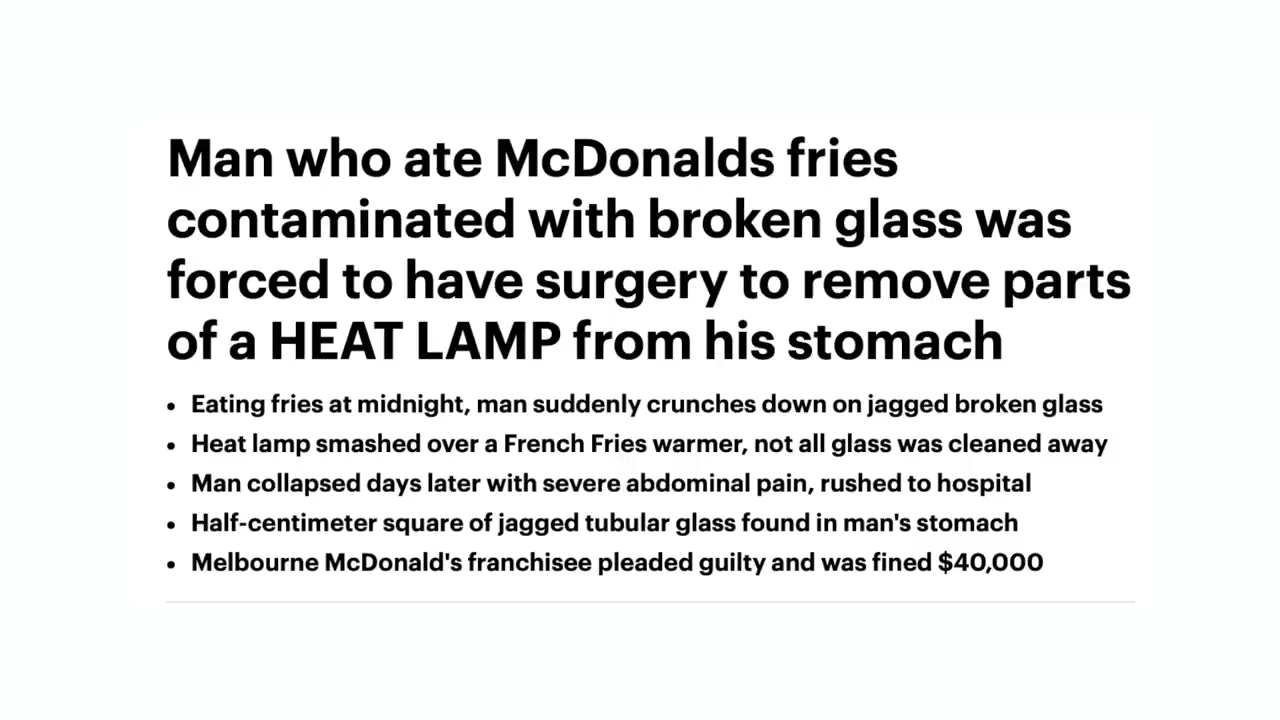 Man who ate McDonalds fries
contaminated with broken glass was
forced to have surgery to remove parts
of a HEAT LAMP from his stomach
• Eating fries at midnight, man suddenly crunches down on jagged broken glass
• Heat lamp smashed over a French Fries warmer, not all glass was cleaned away
• Man collapsed days later with severe abdominal pain, rushed to hospital
• Half-centimeter square of jagged tubular glass found in man's stomach
• Melbourne McDonald's franchisee pleaded guilty and was fined $40,000